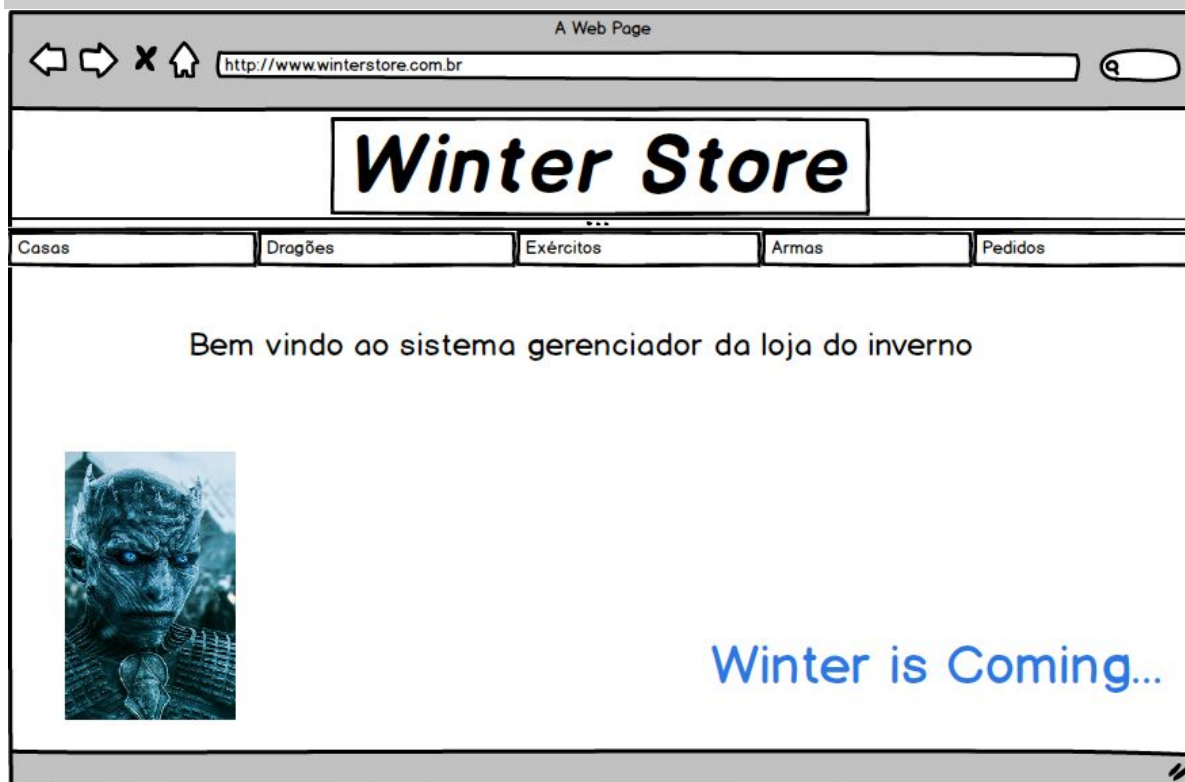 A Web Page
http://www.winterstore.com.br
Winter Store
Casas
Dragões
Exércitos
Armas
Pedidos
Bem vindo ao sistema gerenciador da loja do inverno
Winter is Coming...